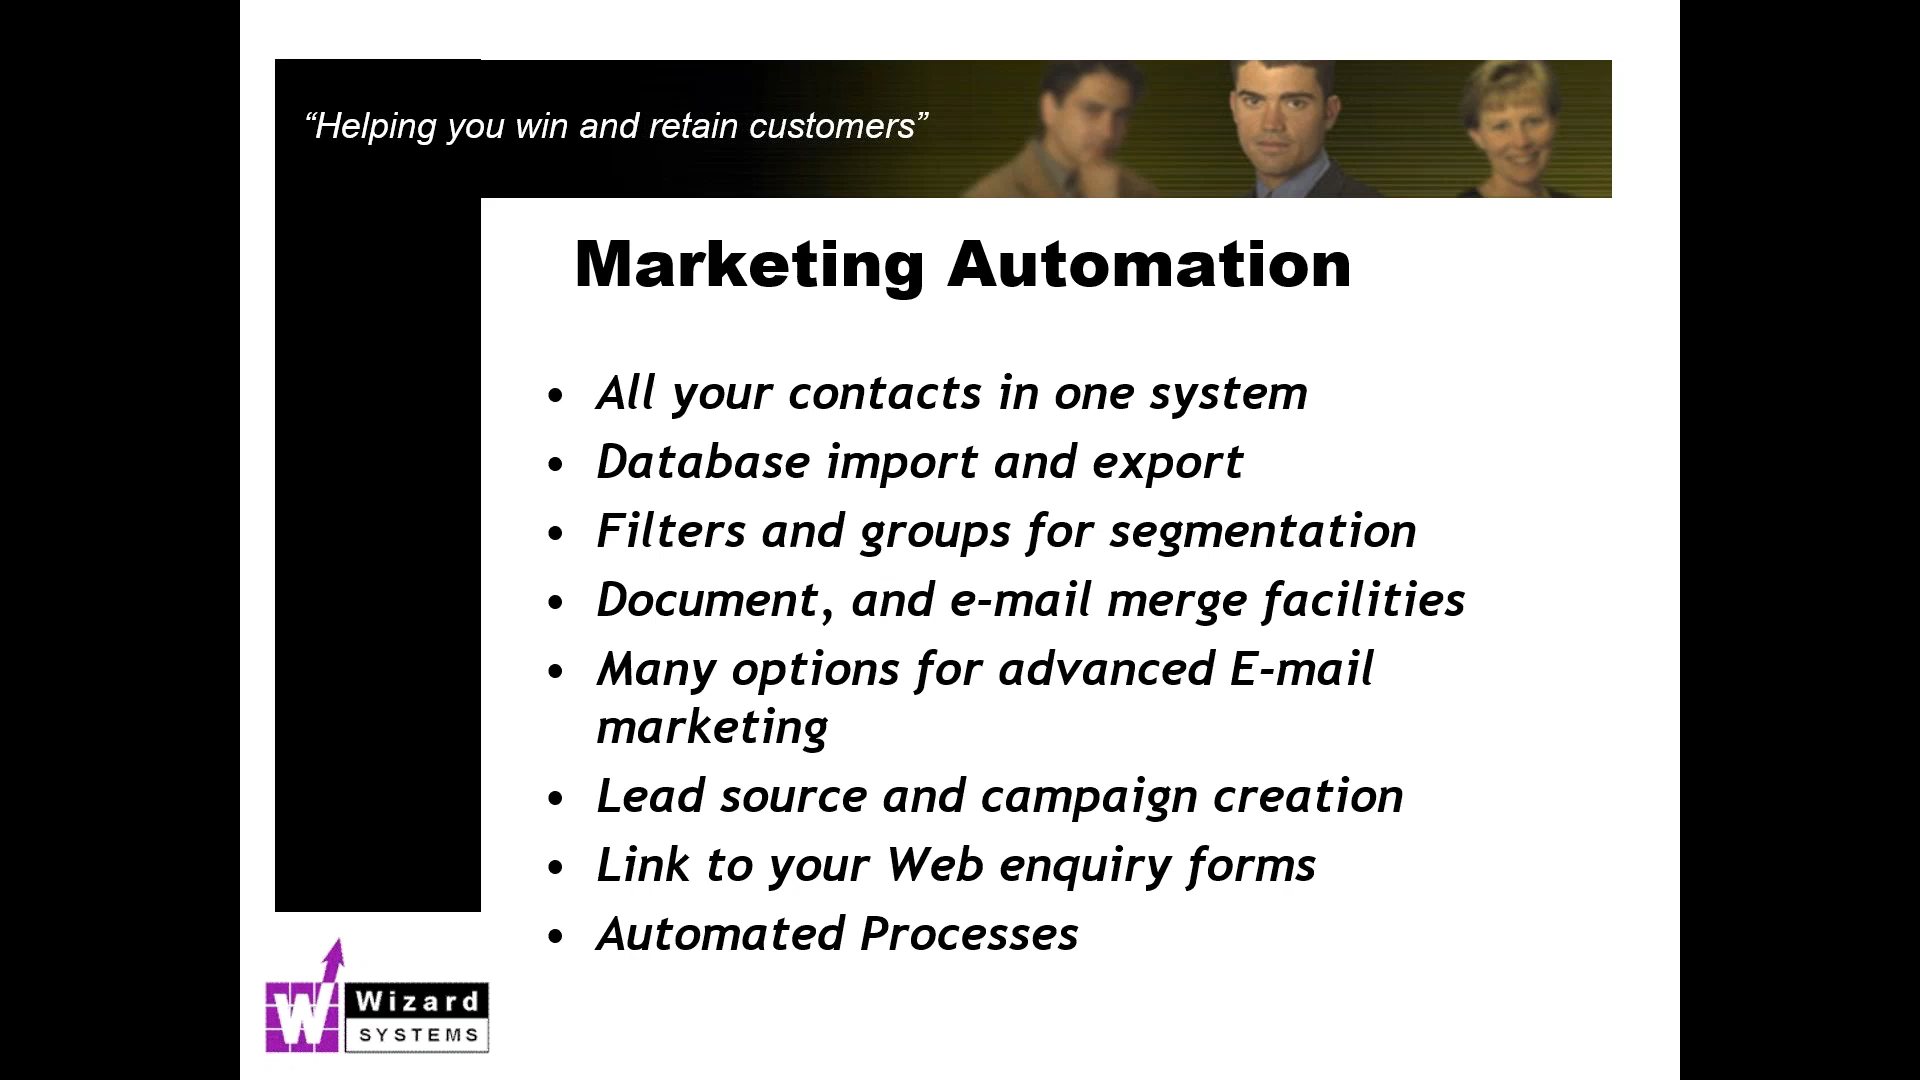 “Helping you win and retain customers”
Marketing Automation
• All your contacts in one system
• Database import and export
• Filters and groups for segmentation
• Document, and e-mail merge facilities
• Many options for advanced E-mail
marketing
• Lead source and campaign creation
• Link to your Web enquiry forms
• Automated Processes
W Wizard
SYSTEMS